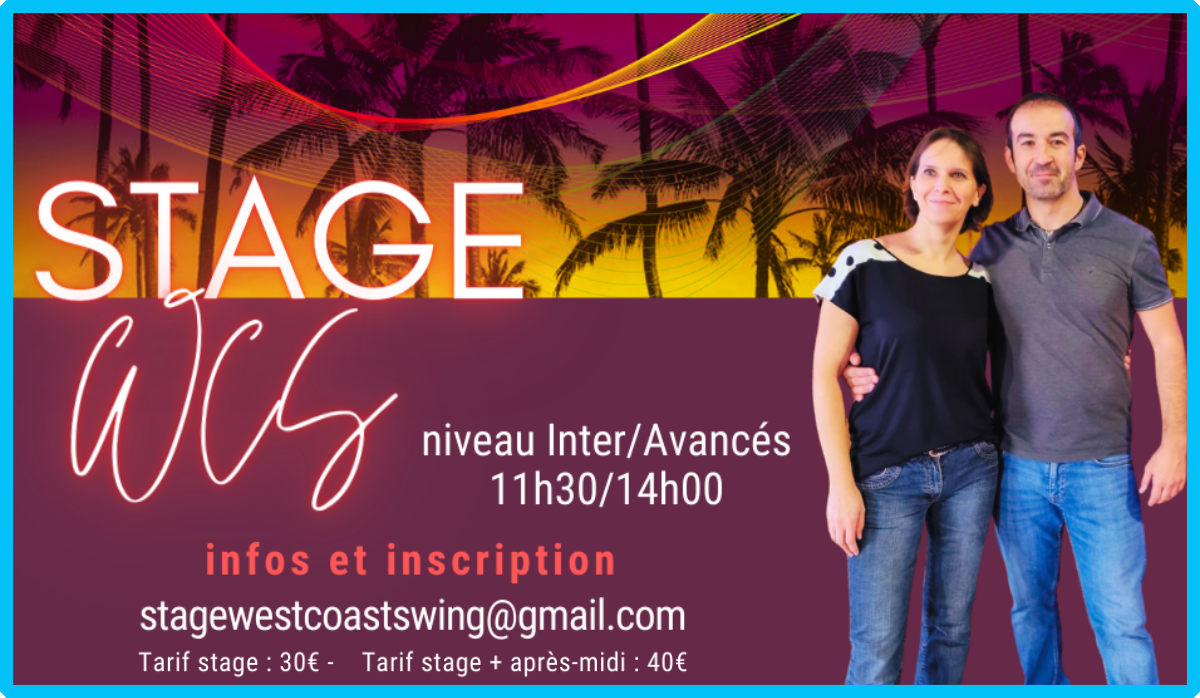 STAGE
WCS
niveau Inter/Avancés
11h30/14h00
infos et inscription
stagewestcoastswing@gmail.com
Tarif stage : 30€ - Tarif stage + après-midi : 40€